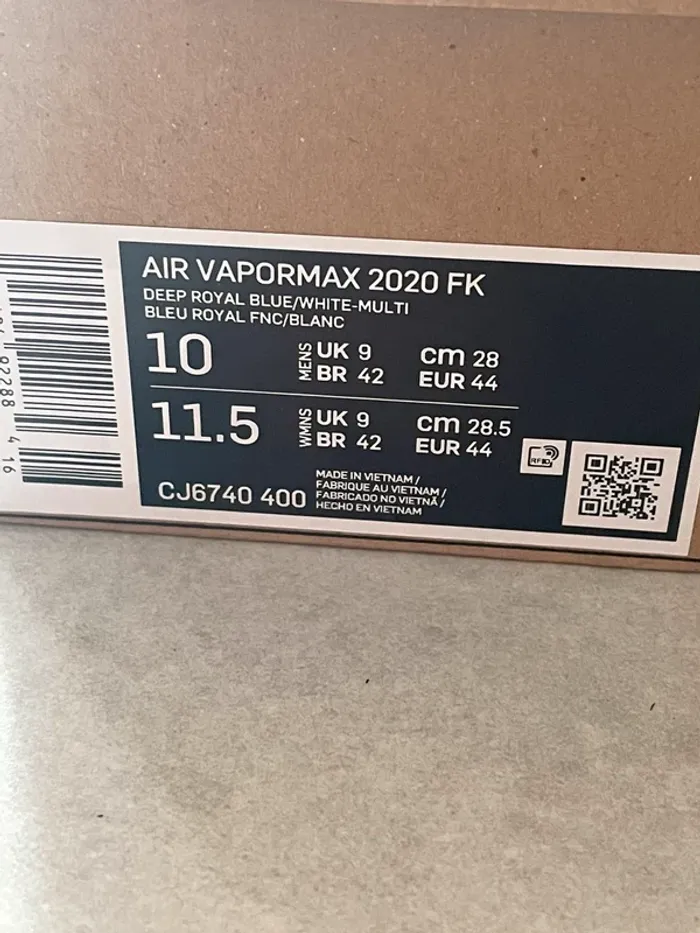 AIR VAPORMAX 2020 FK
DEEP ROYAL BLUE/WHITE-MULTI
BLEU ROYAL FNC/BLANC
10 MENS UK 9 cm 28
BR 42 EUR 44
11.5 WMNS UK 9 cm 28.5
BR 42 EUR 44
RFID
CJ6740 400
MADE IN VIETNAM /
FABRIQUE AU VIETNAM /
FABRICADO NO VIETNÃ /
HECHO EN VIETNAM
92288
4 16